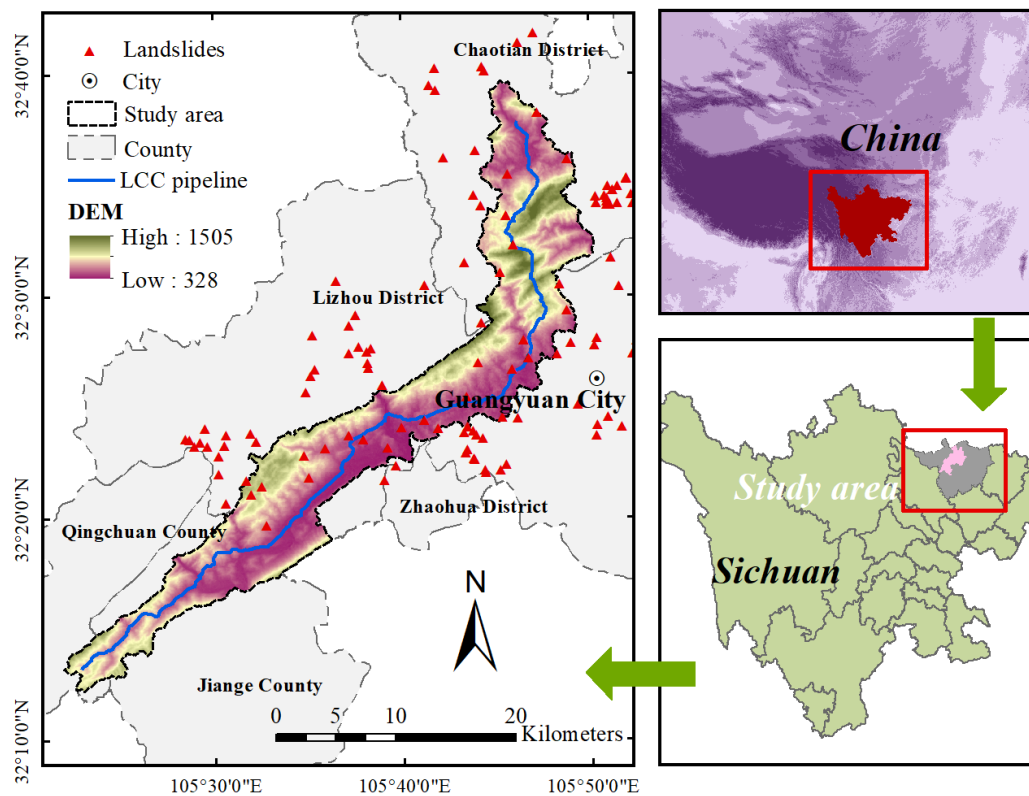 Landslides
City
Study area
County
LCC pipeline
DEM
High : 1505
Low : 328
Chaotian District
Lizhou District
Guangyuan City
Zhaohua District
Qingchuan County
Jiange County
N
0 5 10 20
Kilometers
32°40'0"N
32°30'0"N
32°20'0"N
32°10'0"N
105°30'0"E
105°40'0"E
105°50'0"E
China
Study area
Sichuan